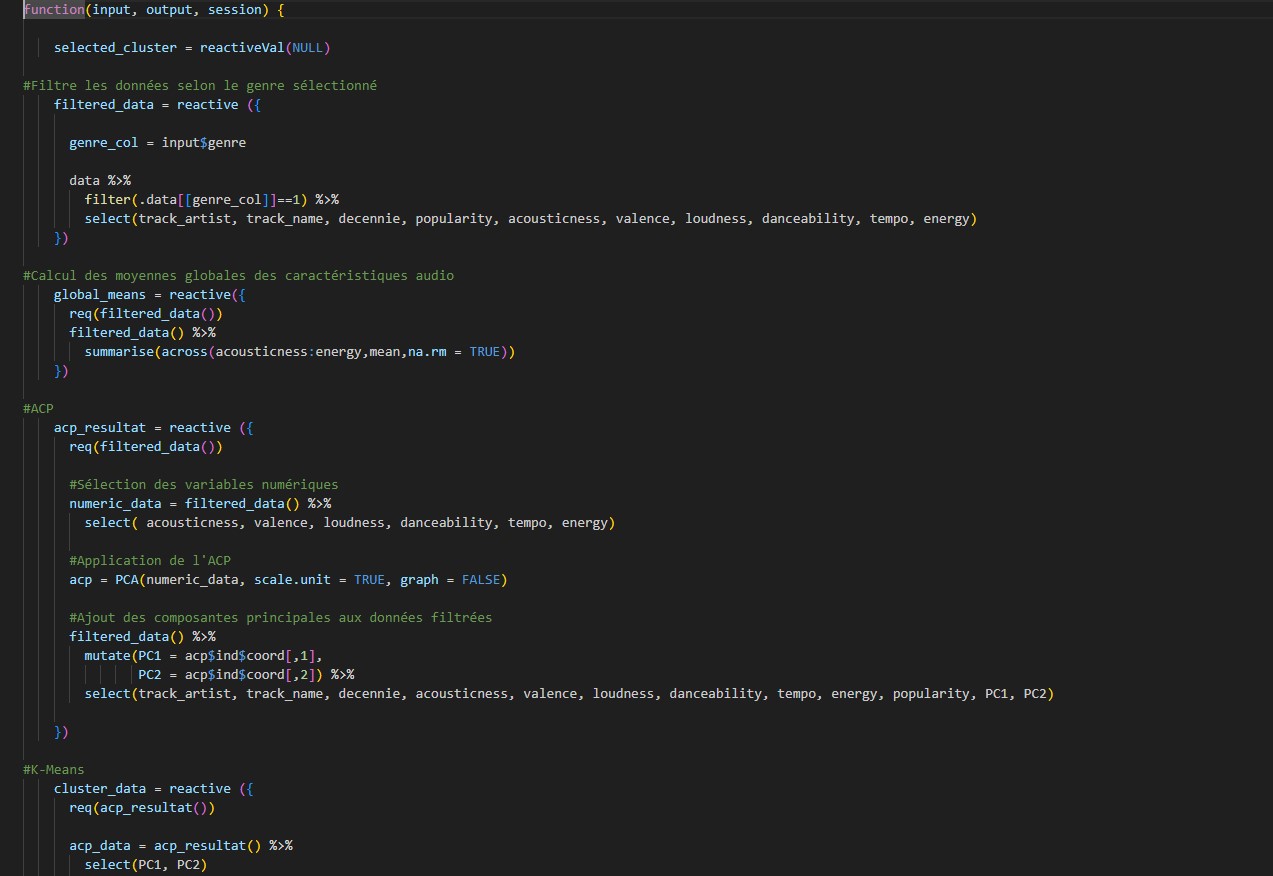 function(input, output, session) {
selected_cluster = reactiveVal(NULL)
#Filtre les données selon le genre sélectionné
filtered_data = reactive ({
genre_col = input$genre
data %>%
filter(.data[[genre_col]]==1) %>%
select(track_artist, track_name, decennie, popularity, acousticness, valence, loudness, danceability, tempo, energy)
})
#Calcul des moyennes globales des caractéristiques audio
global_means = reactive({
req(filtered_data())
filtered_data() %>%
summarise(across(acousticness:energy,mean,na.rm = TRUE))
})
#ACP
acp_resultat = reactive ({
req(filtered_data())
#Sélection des variables numériques
numeric_data = filtered_data() %>%
select( acousticness, valence, loudness, danceability, tempo, energy)
#Application de l'ACP
acp = PCA(numeric_data, scale.unit = TRUE, graph = FALSE)
#Ajout des composantes principales aux données filtrées
filtered_data() %>%
mutate(PC1 = acp$ind$coord[,1],
PC2 = acp$ind$coord[,2]) %>%
select(track_artist, track_name, decennie, acousticness, valence, loudness, danceability, tempo, energy, popularity, PC1, PC2)
})
#K-Means
cluster_data = reactive ({
req(acp_resultat())
acp_data = acp_resultat() %>%
select(PC1, PC2)